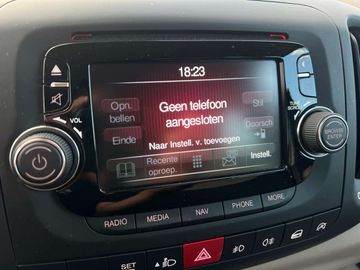 18:23
Opn.
bellen
Geen telefoon
aangesloten
Stil
Doorsch
Einde
Naar Instell. v. toevoegen
Recente
oproep.
Instell.
VOL
TUNE
SCROLL
BROWSE
ENTER
RADIO
MEDIA
NAV
PHONE
MORE
SET